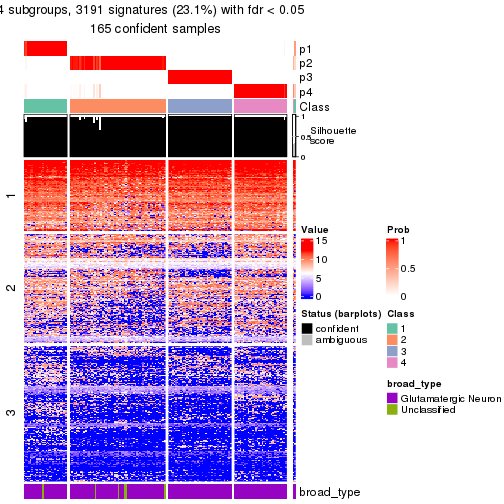 4 subgroups, 3191 signatures (23.1%) with fdr < 0.05
165 confident samples
p1
p2
p3
p4
Class
1
0.5
0
Silhouette
score
1
2
3
broad_type
Value
15
10
5
0
Prob
1
0.5
0
Status (barplots)
confident
ambiguous
Class
1
2
3
4
broad_type
Glutamatergic Neuron
Unclassified